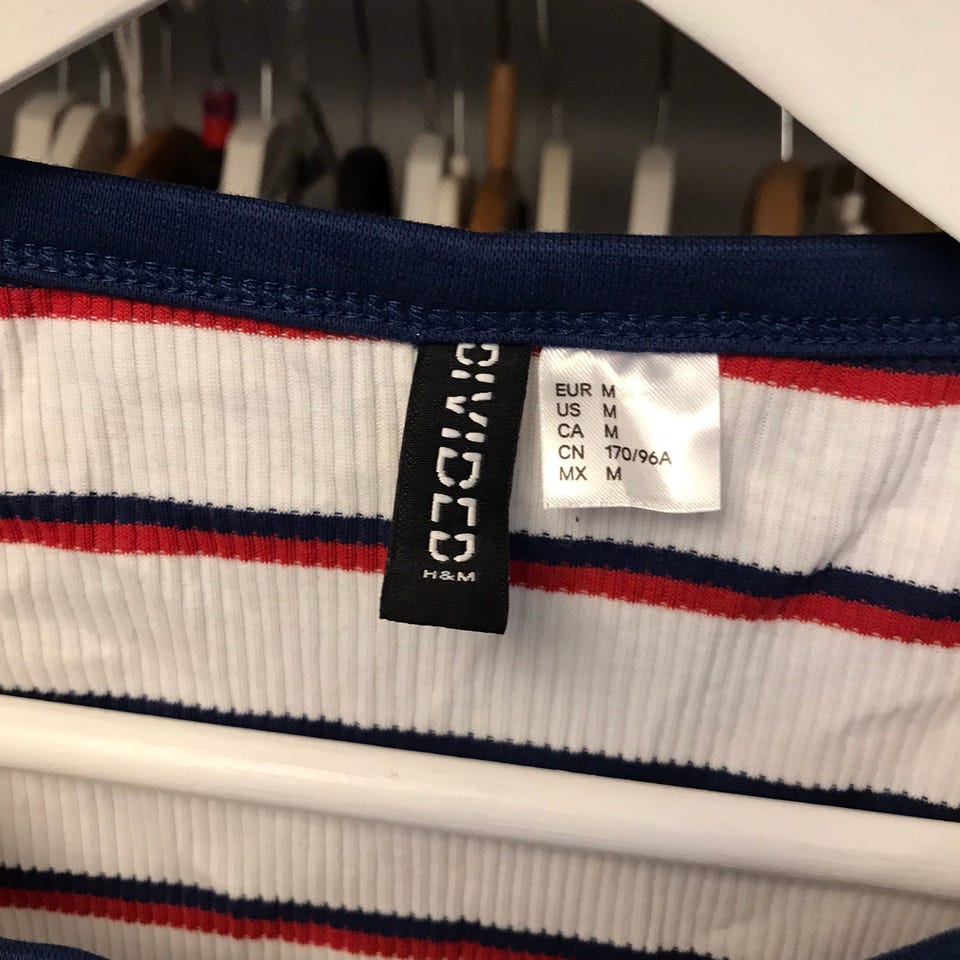 DIVIDED
H&M
EUR M
US M
CA M
CN 170/96A
MX M